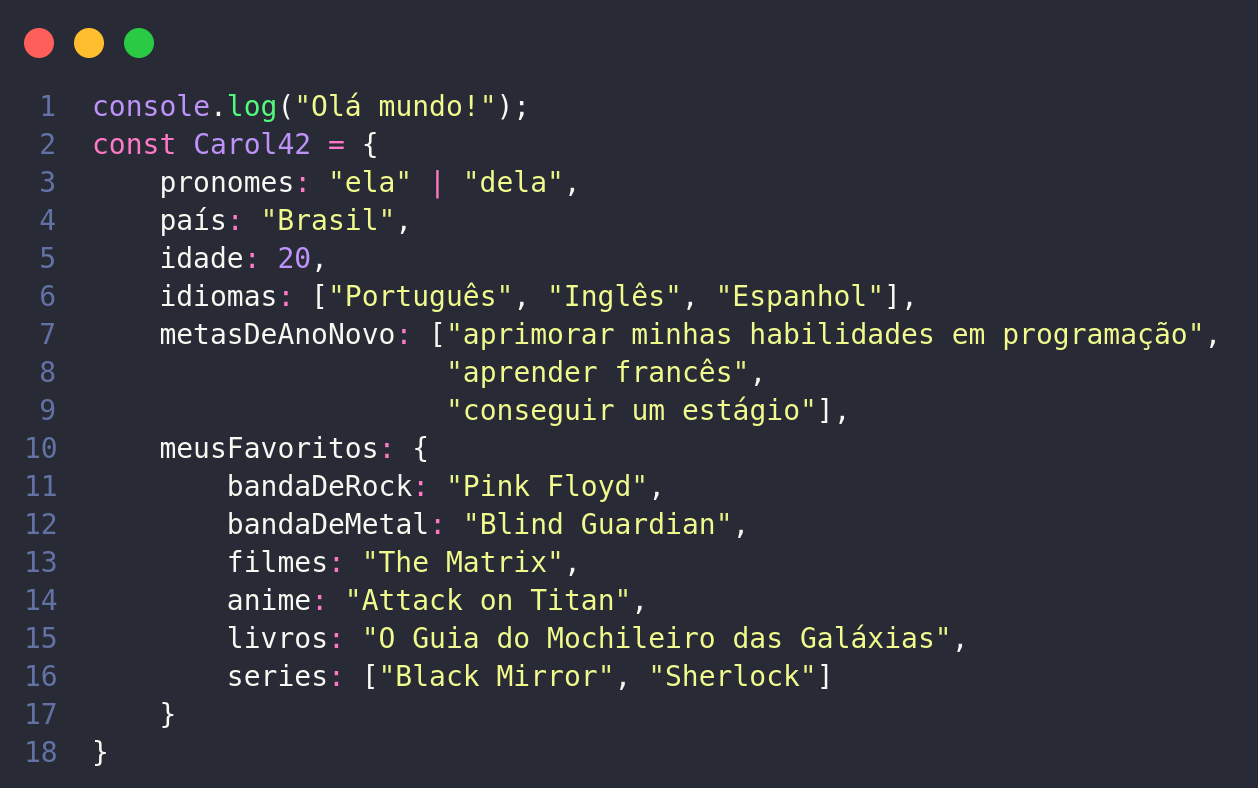 1 console.log("Olá mundo!");
2 const Carol42 = {
3     pronomes: "ela" | "dela",
4     país: "Brasil",
5     idade: 20,
6     idiomas: ["Português", "Inglês", "Espanhol"],
7     metasDeAnoNovo: ["aprimorar minhas habilidades em programação",
8                      "aprender francês",
9                      "conseguir um estágio"],
10     meusFavoritos: {
11         bandaDeRock: "Pink Floyd",
12         bandaDeMetal: "Blind Guardian",
13         filmes: "The Matrix",
14         anime: "Attack on Titan",
15         livros: "O Guia do Mochileiro das Galáxias",
16         series: ["Black Mirror", "Sherlock"]
17     }
18 }